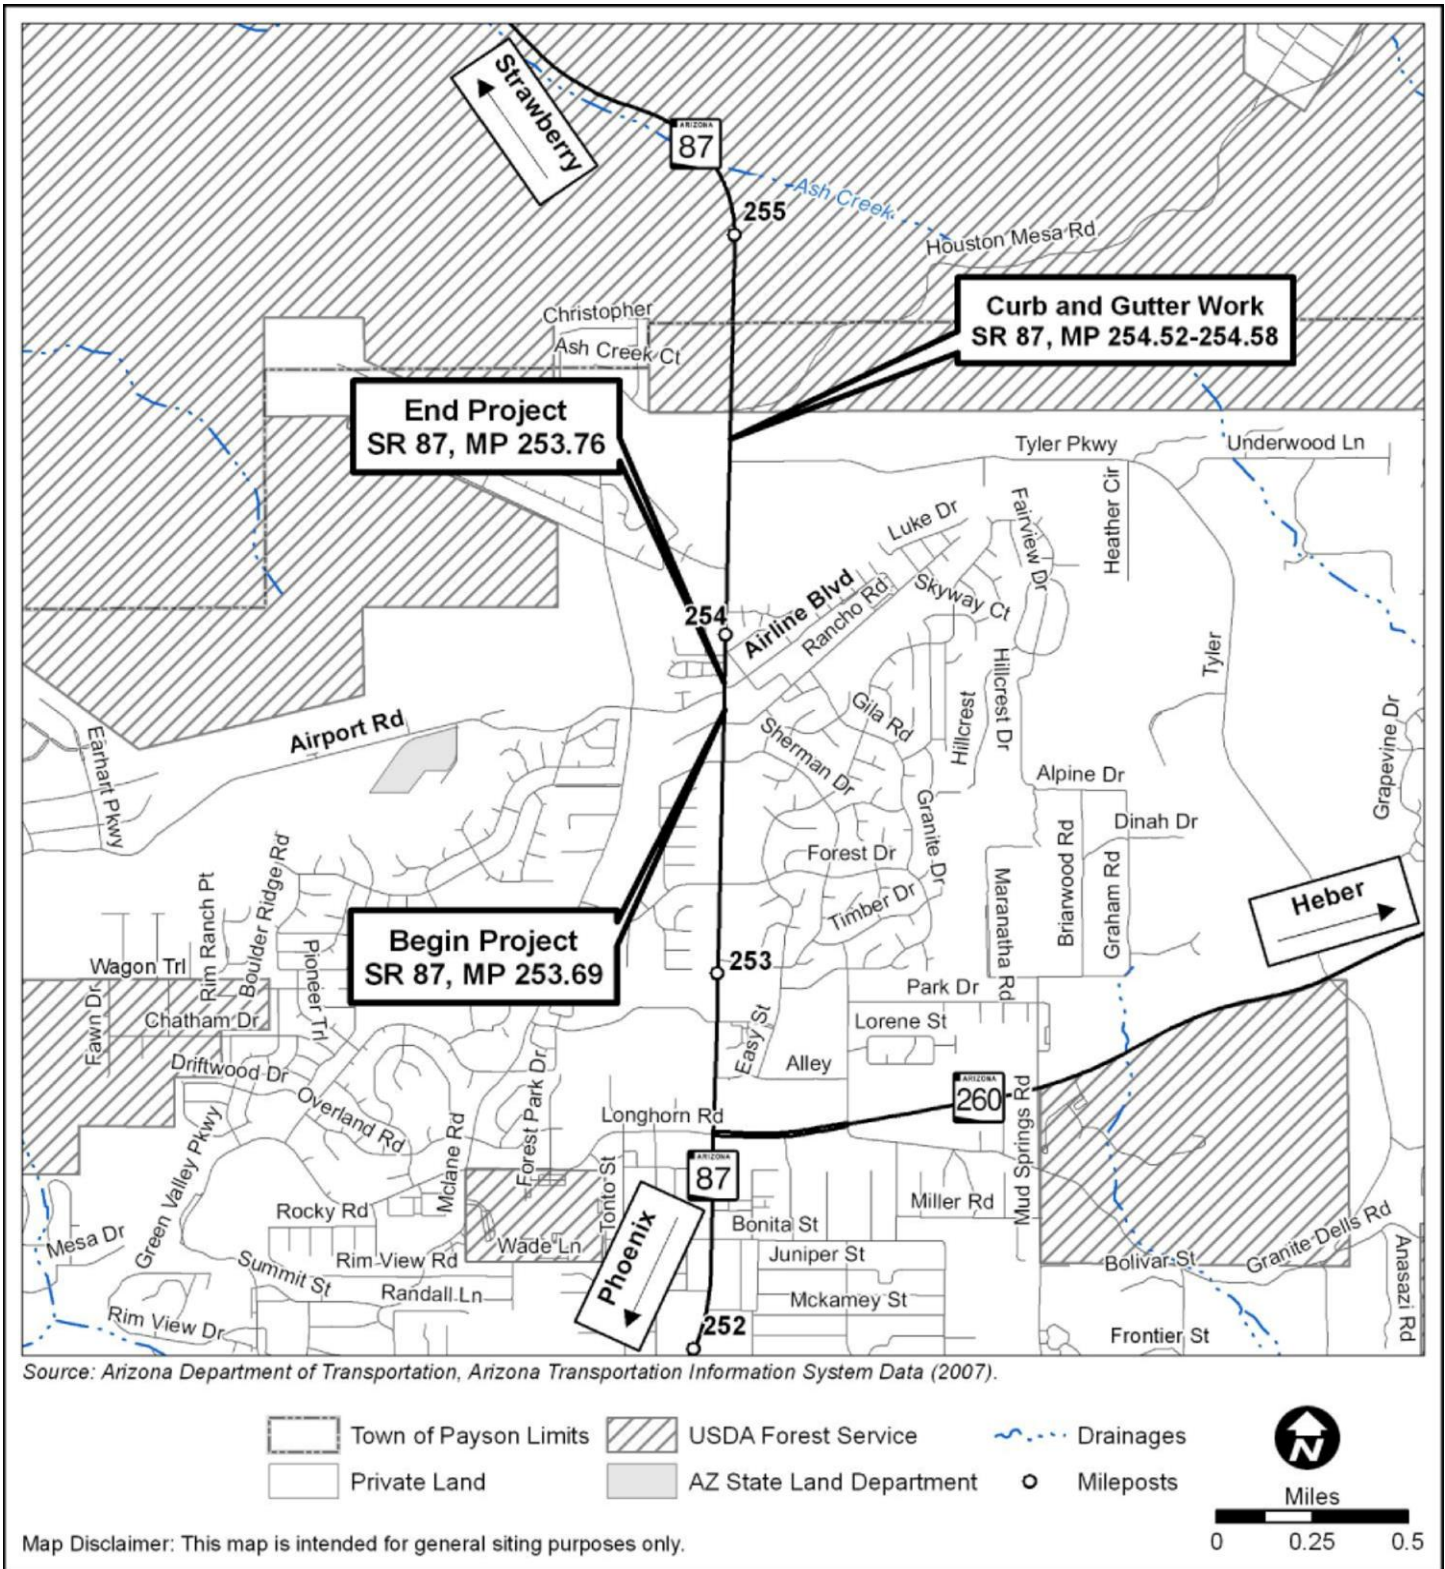 Strawberry
ARIZONA
87
Ash Creek
255
Houston Mesa Rd
Christopher
Ash Creek Ct
Curb and Gutter Work
SR 87, MP 254.52-254.58
End Project
SR 87, MP 253.76
Tyler Pkwy
Underwood Ln
Heather Cir
Luke Dr
Fairview Dr
Airline Blvd
Rancho Rd
Skyway Ct
254
Tyler
Hillcrest Dr
Hillcrest
Gila Rd
Sherman Dr
Airport Rd
Earhart Pkwy
Grapevine Dr
Alpine Dr
Dinah Dr
Granite Dr
Forest Dr
Briarwood Rd
Graham Rd
Maranatha Rd
Timber Dr
Heber
Rim Ranch Pt
Boulder Ridge Rd
Begin Project
SR 87, MP 253.69
253
Wagon Trl
Pioneer Trl
Fawn Dr
Chatham Dr
Park Dr
Lorene St
Easy St
Alley
Driftwood Dr
Overland Rd
Forest Park Dr
Longhorn Rd
ARIZONA
260
Mud Springs Rd
Green Valley Pkwy
Mclane Rd
ARIZONA
87
Tonto St
Rocky Rd
Miller Rd
Bonita St
Mesa Dr
Wade Ln
Phoenix
Juniper St
Rim View Rd
Summit St
Randall Ln
Bolivar St
Granite Dells Rd
Anasazi Rd
Mckamey St
Rim View Dr
252
Frontier St
Source: Arizona Department of Transportation, Arizona Transportation Information System Data (2007).
Town of Payson Limits
USDA Forest Service
Drainages
Private Land
AZ State Land Department
Mileposts
N
Miles
0 0.25 0.5
Map Disclaimer: This map is intended for general siting purposes only.